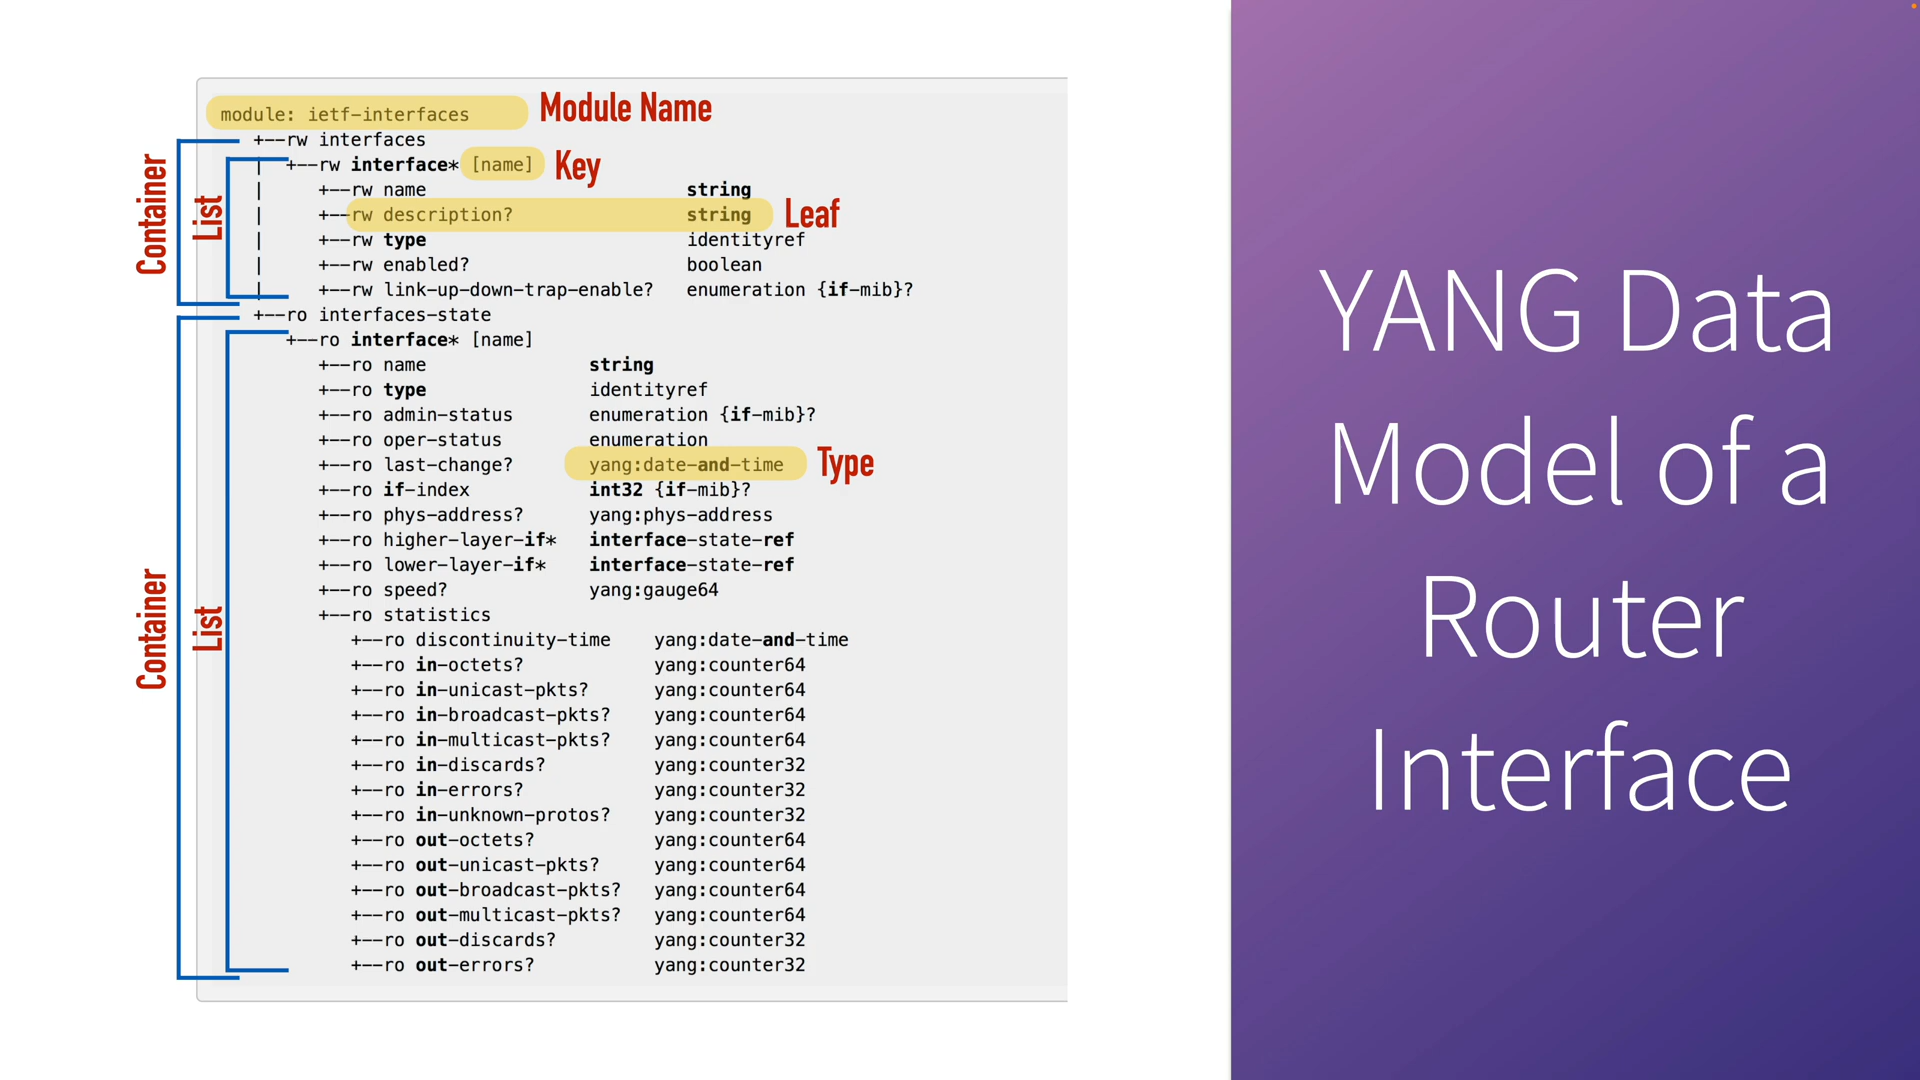 module: ietf-interfaces Module Name
+--rw interfaces
| +--rw interface* [name] Key
| +--rw name string
| +--rw description? string Leaf
| +--rw type identityref
| +--rw enabled? boolean
| +--rw link-up-down-trap-enable? enumeration {if-mib}?
+--ro interfaces-state
+--ro interface* [name]
+--ro name string
+--ro type identityref
+--ro admin-status enumeration {if-mib}?
+--ro oper-status enumeration
+--ro last-change? yang:date-and-time Type
+--ro if-index int32 {if-mib}?
+--ro phys-address? yang:phys-address
+--ro higher-layer-if* interface-state-ref
+--ro lower-layer-if* interface-state-ref
+--ro speed? yang:gauge64
+--ro statistics
+--ro discontinuity-time yang:date-and-time
+--ro in-octets? yang:counter64
+--ro in-unicast-pkts? yang:counter64
+--ro in-broadcast-pkts? yang:counter64
+--ro in-multicast-pkts? yang:counter64
+--ro in-discards? yang:counter32
+--ro in-errors? yang:counter32
+--ro in-unknown-protos? yang:counter32
+--ro out-octets? yang:counter64
+--ro out-unicast-pkts? yang:counter64
+--ro out-broadcast-pkts? yang:counter64
+--ro out-multicast-pkts? yang:counter64
+--ro out-discards? yang:counter32
+--ro out-errors? yang:counter32
Container
List
Container
List
YANG Data
Model of a
Router
Interface